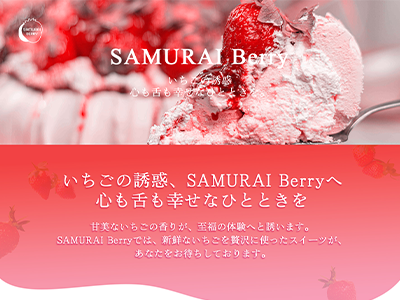 SAMURAI Berry
いちごの誘惑
心も舌も幸せなひとときを
いちごの誘惑、SAMURAI Berryへ
心も舌も幸せなひとときを
甘美ないちごの香りが、至福の体験へと誘います。
SAMURAI Berryでは、新鮮ないちごを贅沢に使ったスイーツが、
あなたをお待ちしております。